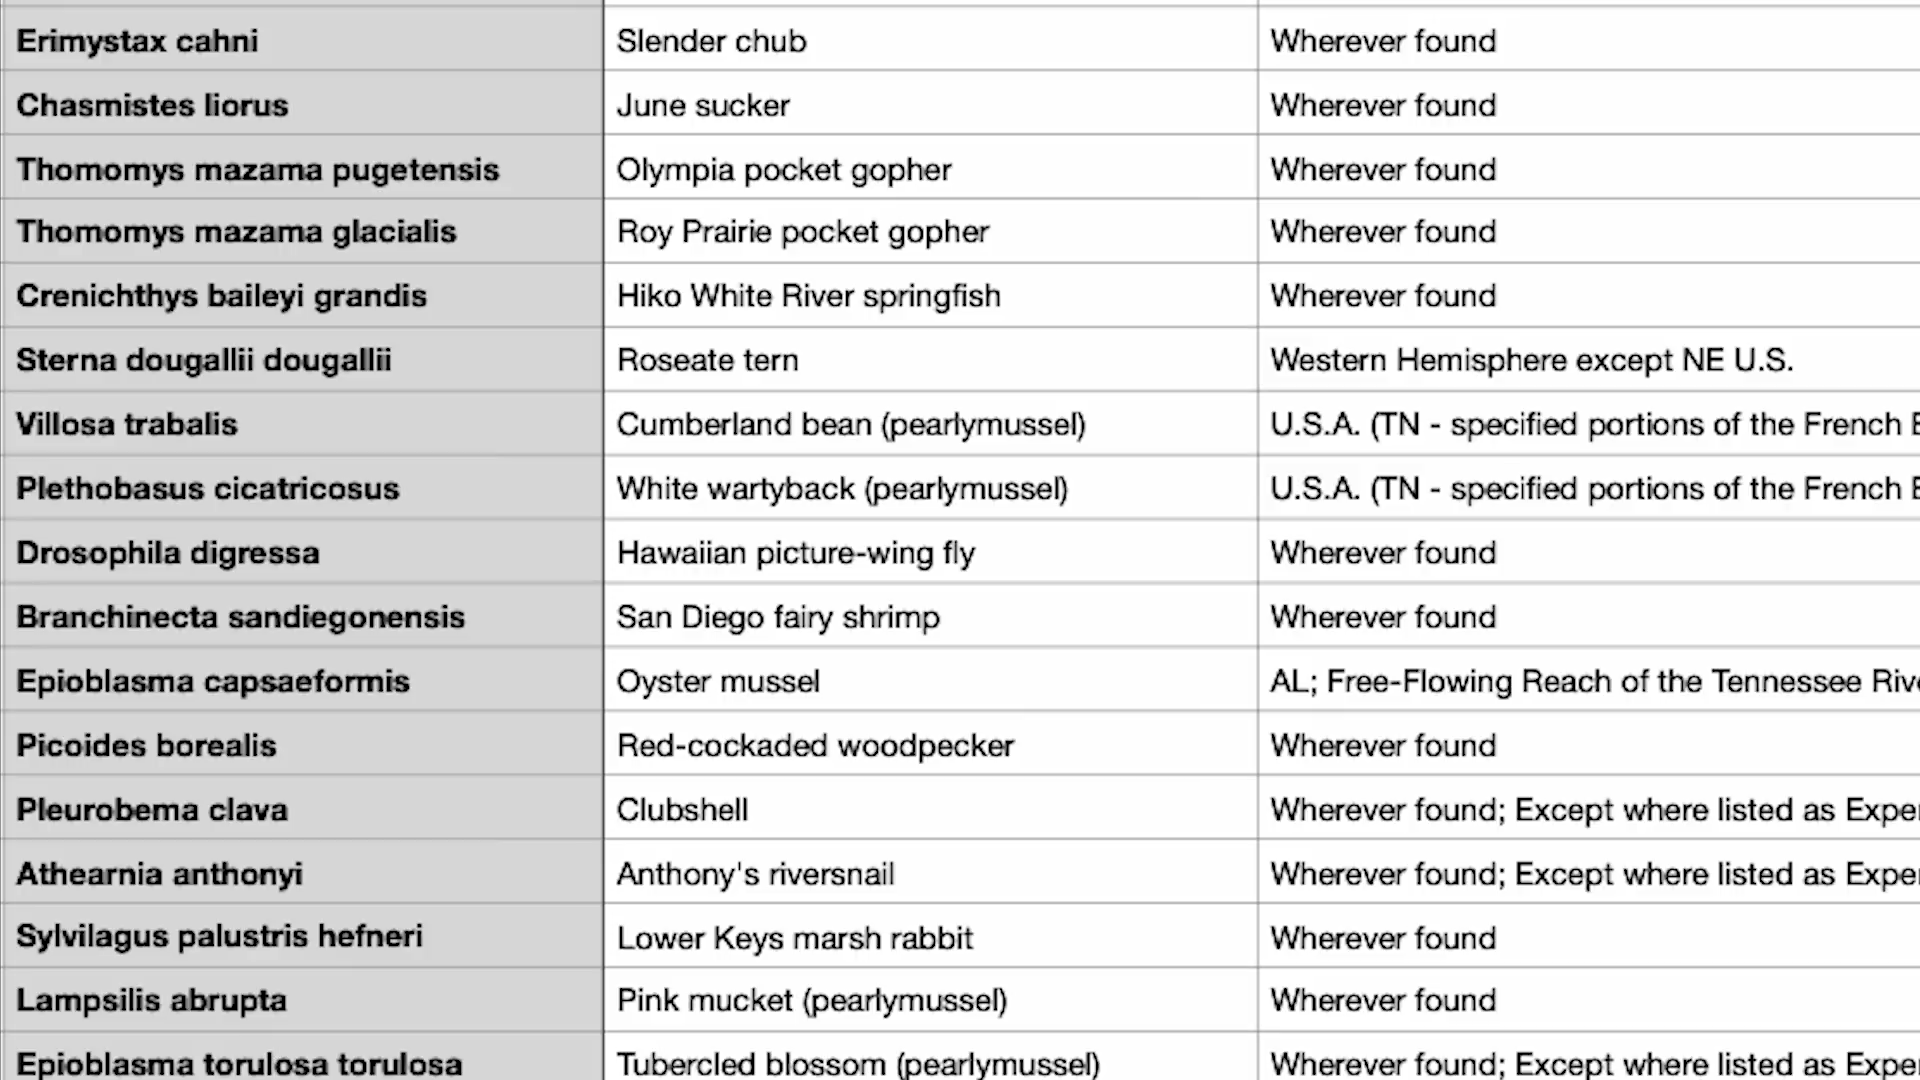 Erimystax cahni Slender chub Wherever found
Chasmistes liorus June sucker Wherever found
Thomomys mazama pugetensis Olympia pocket gopher Wherever found
Thomomys mazama glacialis Roy Prairie pocket gopher Wherever found
Crenichthys baileyi grandis Hiko White River springfish Wherever found
Sterna dougallii dougallii Roseate tern Western Hemisphere except NE U.S.
Villosa trabalis Cumberland bean (pearlymussel) U.S.A. (TN - specified portions of the French
Plethobasus cicatricosus White wartyback (pearlymussel) U.S.A. (TN - specified portions of the French
Drosophila digressa Hawaiian picture-wing fly Wherever found
Branchinecta sandiegonensis San Diego fairy shrimp Wherever found
Epioblasma capsaeformis Oyster mussel AL; Free-Flowing Reach of the Tennessee
Picoides borealis Red-cockaded woodpecker Wherever found
Pleurobema clava Clubshell Wherever found; Except where listed as
Athearnia anthonyi Anthony's riversnail Wherever found; Except where listed as
Sylvilagus palustris hefneri Lower Keys marsh rabbit Wherever found
Lampsilis abrupta Pink mucket (pearlymussel) Wherever found
Epioblasma torulosa torulosa Tubercled blossom (pearlymussel) Wherever found; Except where listed as